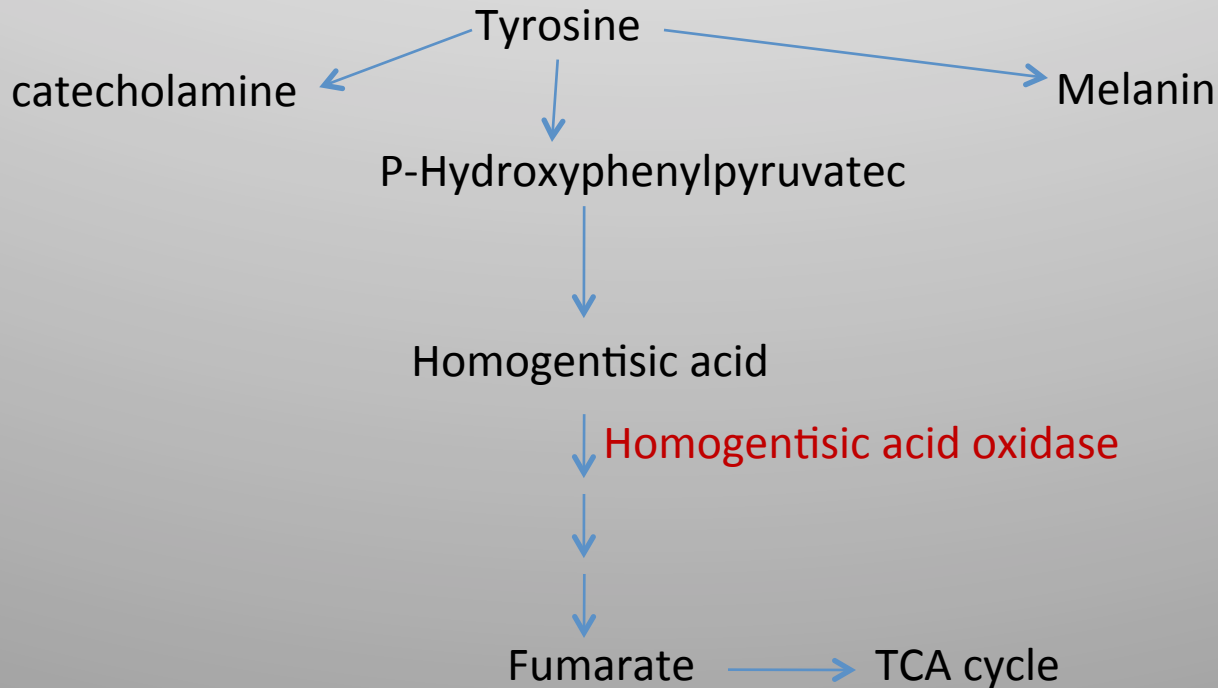 Tyrosine
catecholamine
Melanin
P-Hydroxyphenylpyruvatec
Homogentisic acid
Homogentisic acid oxidase
Fumarate
TCA cycle